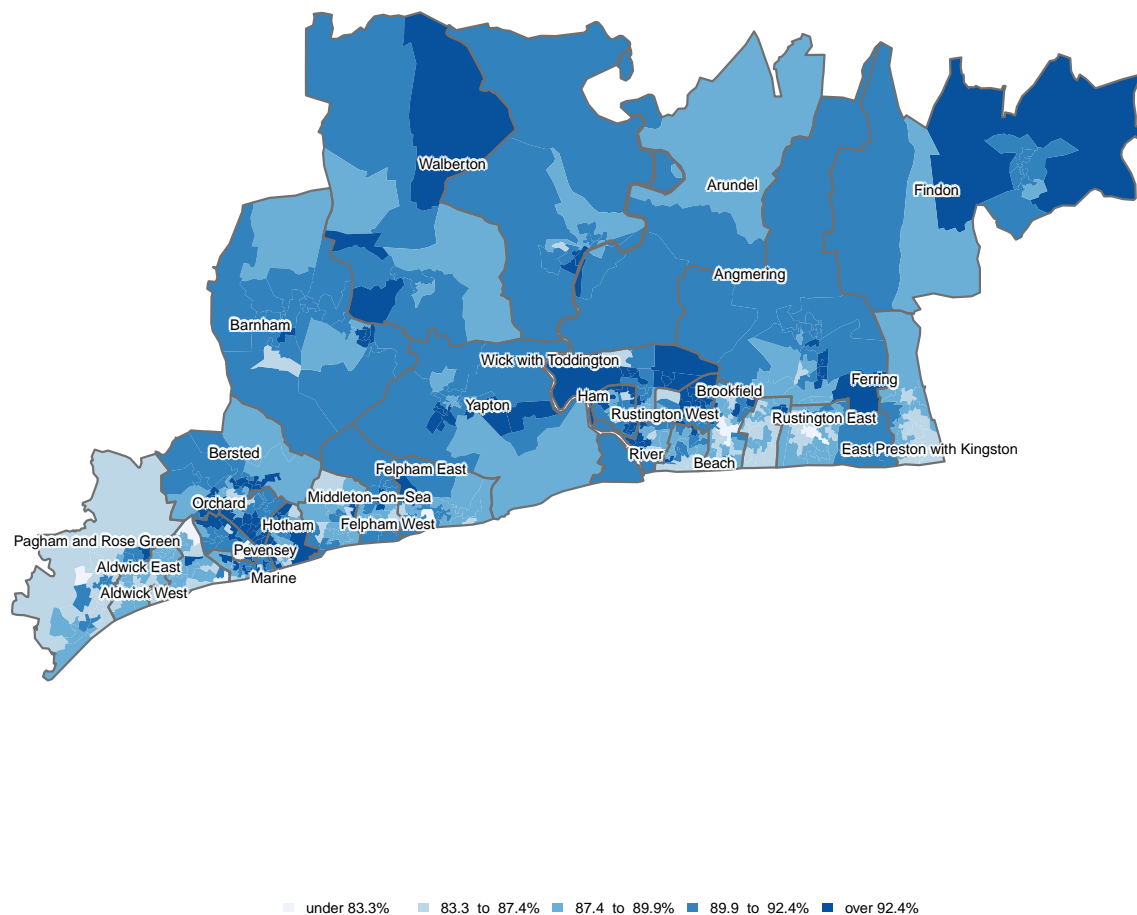 Walberton
Arundel
Findon
Angmering
Barnham
Wick with Toddington
Ferring
Brookfield
Ham
Yapton
Rustington West
Rustington East
East Preston with Kingston
Bersted
River
Beach
Felpham East
Middleton–on–Sea
Orchard
Hotham
Felpham West
Pagham and Rose Green
Pevensey
Aldwick East
Marine
Aldwick West
under 83.3% 83.3 to 87.4% 87.4 to 89.9% 89.9 to 92.4% over 92.4%